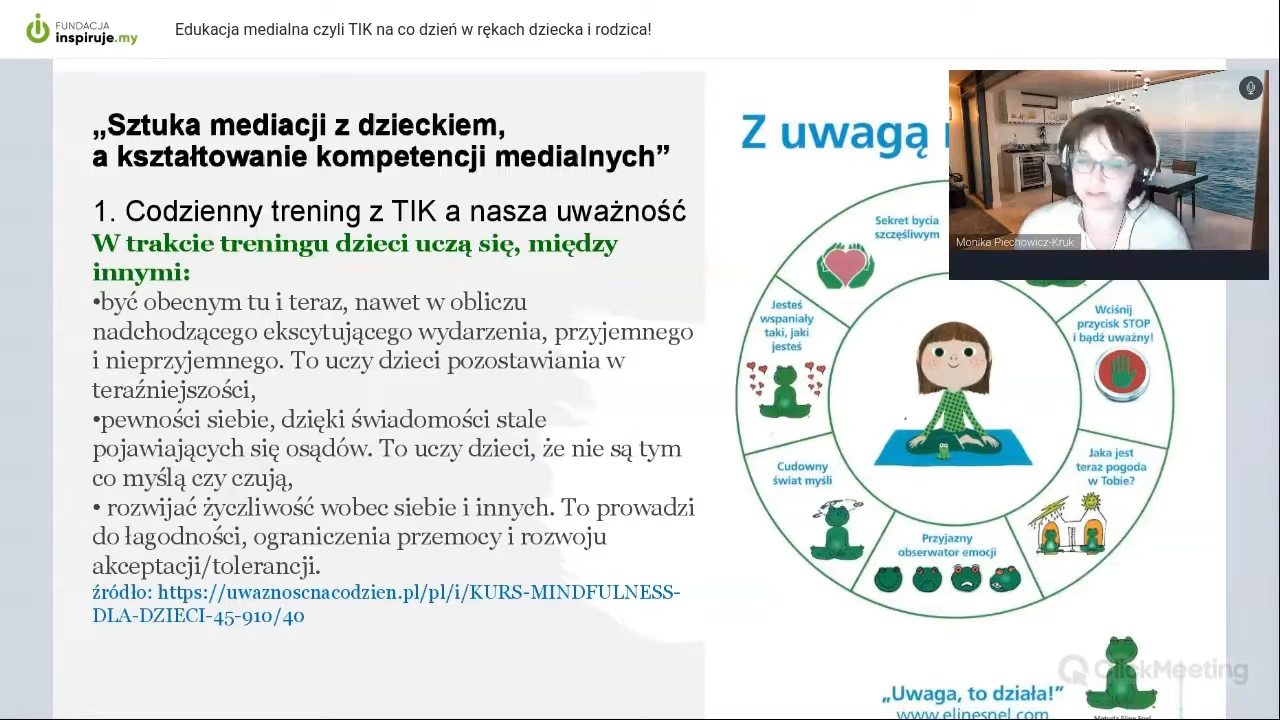 FUNDACJA
inspiruje.my
Edukacja medialna czyli TIK na co dzień w rękach dziecka i rodzica!
„Sztuka mediacji z dzieckiem,
a kształtowanie kompetencji medialnych”
1. Codzienny trening z TIK a nasza uważność
W trakcie treningu dzieci uczą się, między
innymi:
•być obecnym tu i teraz, nawet w obliczu
nadchodzącego ekscytującego wydarzenia, przyjemnego
i nieprzyjemnego. To uczy dzieci pozostawiania w
teraźniejszości,
•pewności siebie, dzięki świadomości stale
pojawiających się osądów. To uczy dzieci, że nie są tym
co myślą czy czują,
• rozwijać życzliwość wobec siebie i innych. To prowadzi
do łagodności, ograniczenia przemocy i rozwoju
akceptacji/tolerancji.
źródło: https://uwaznoscnacodzien.pl/pl/i/KURS-MINDFULNESS-
DLA-DZIECI-45-910/40
Z uwagą
Monika Piechowicz-Kruk
Sekret bycia
szczęśliwym
Wciśnij
przycisk STOP
i bądź uważny!
Jaka jest
teraz pogoda
w Tobie?
Przyjazny
obserwator emocji
Cudowny
świat myśli
Jesteś
wspaniały
taki, jaki
jesteś
ClickMeeting
„Uwaga, to działa!”
www.elinesnel.com
Metoda Eline Snel